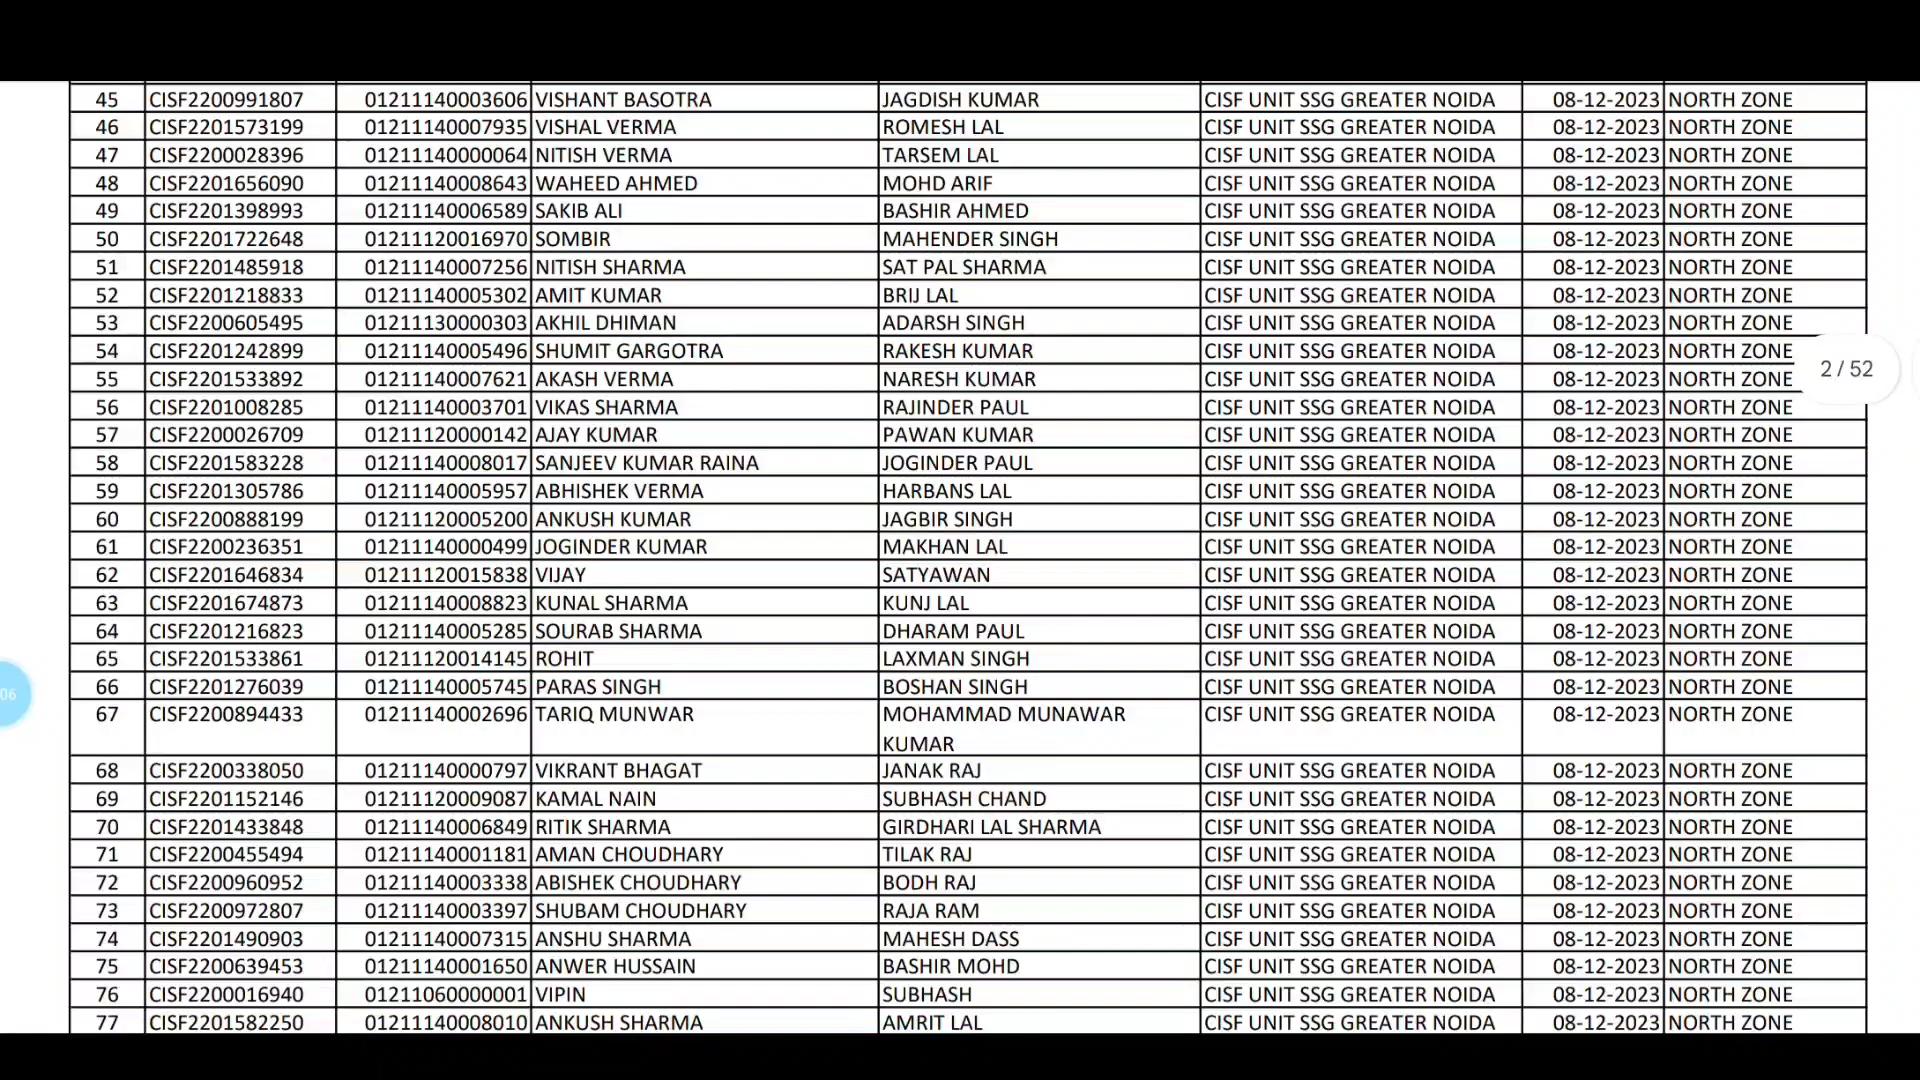 45 CISF2200991807 01211140003606 VISHANT BASOTRA JAGDISH KUMAR CISF UNIT SSG GREATER NOIDA 08-12-2023 NORTH ZONE
46 CISF2201573199 01211140007935 VISHAL VERMA ROMESH LAL CISF UNIT SSG GREATER NOIDA 08-12-2023 NORTH ZONE
47 CISF2200028396 01211140000064 NITISH VERMA TARSEM LAL CISF UNIT SSG GREATER NOIDA 08-12-2023 NORTH ZONE
48 CISF2201656090 01211140008643 WAHEED AHMED MOHD ARIF CISF UNIT SSG GREATER NOIDA 08-12-2023 NORTH ZONE
49 CISF2201398993 01211140006589 SAKIB ALI BASHIR AHMED CISF UNIT SSG GREATER NOIDA 08-12-2023 NORTH ZONE
50 CISF2201722648 01211120016970 SOMBIR MAHENDER SINGH CISF UNIT SSG GREATER NOIDA 08-12-2023 NORTH ZONE
51 CISF2201485918 01211140007256 NITISH SHARMA SAT PAL SHARMA CISF UNIT SSG GREATER NOIDA 08-12-2023 NORTH ZONE
52 CISF2201218833 01211140005302 AMIT KUMAR BRIJ LAL CISF UNIT SSG GREATER NOIDA 08-12-2023 NORTH ZONE
53 CISF2200605495 01211130000303 AKHIL DHIMAN ADARSH SINGH CISF UNIT SSG GREATER NOIDA 08-12-2023 NORTH ZONE
54 CISF2201242899 01211140005496 SHUMIT GARGOTRA RAKESH KUMAR CISF UNIT SSG GREATER NOIDA 08-12-2023 NORTH ZONE
2 / 52
55 CISF2201533892 01211140007621 AKASH VERMA NARESH KUMAR CISF UNIT SSG GREATER NOIDA 08-12-2023 NORTH ZONE
56 CISF2201008285 01211140003701 VIKAS SHARMA RAJINDER PAUL CISF UNIT SSG GREATER NOIDA 08-12-2023 NORTH ZONE
57 CISF2200026709 01211120000142 AJAY KUMAR PAWAN KUMAR CISF UNIT SSG GREATER NOIDA 08-12-2023 NORTH ZONE
58 CISF2201583228 01211140008017 SANJEEV KUMAR RAINA JOGINDER PAUL CISF UNIT SSG GREATER NOIDA 08-12-2023 NORTH ZONE
59 CISF2201305786 01211140005957 ABHISHEK VERMA HARBANS LAL CISF UNIT SSG GREATER NOIDA 08-12-2023 NORTH ZONE
60 CISF2200888199 01211120005200 ANKUSH KUMAR JAGBIR SINGH CISF UNIT SSG GREATER NOIDA 08-12-2023 NORTH ZONE
61 CISF2200236351 01211140000499 JOGINDER KUMAR MAKHAN LAL CISF UNIT SSG GREATER NOIDA 08-12-2023 NORTH ZONE
62 CISF2201646834 01211120015838 VIJAY SATYAWAN CISF UNIT SSG GREATER NOIDA 08-12-2023 NORTH ZONE
63 CISF2201674873 01211140008823 KUNAL SHARMA KUNJ LAL CISF UNIT SSG GREATER NOIDA 08-12-2023 NORTH ZONE
64 CISF2201216823 01211140005285 SOURAB SHARMA DHARAM PAUL CISF UNIT SSG GREATER NOIDA 08-12-2023 NORTH ZONE
65 CISF2201533861 01211120014145 ROHIT LAXMAN SINGH CISF UNIT SSG GREATER NOIDA 08-12-2023 NORTH ZONE
66 CISF2201276039 01211140005745 PARAS SINGH BOSHAN SINGH CISF UNIT SSG GREATER NOIDA 08-12-2023 NORTH ZONE
06
67 CISF2200894433 01211140002696 TARIQ MUNWAR MOHAMMAD MUNAWAR CISF UNIT SSG GREATER NOIDA 08-12-2023 NORTH ZONE
KUMAR
68 CISF2200338050 01211140000797 VIKRANT BHAGAT JANAK RAJ CISF UNIT SSG GREATER NOIDA 08-12-2023 NORTH ZONE
69 CISF2201152146 01211120009087 KAMAL NAIN SUBHASH CHAND CISF UNIT SSG GREATER NOIDA 08-12-2023 NORTH ZONE
70 CISF2201433848 01211140006849 RITIK SHARMA GIRDHARI LAL SHARMA CISF UNIT SSG GREATER NOIDA 08-12-2023 NORTH ZONE
71 CISF2200455494 01211140001181 AMAN CHOUDHARY TILAK RAJ CISF UNIT SSG GREATER NOIDA 08-12-2023 NORTH ZONE
72 CISF2200960952 01211140003338 ABISHEK CHOUDHARY BODH RAJ CISF UNIT SSG GREATER NOIDA 08-12-2023 NORTH ZONE
73 CISF2200972807 01211140003397 SHUBAM CHOUDHARY RAJA RAM CISF UNIT SSG GREATER NOIDA 08-12-2023 NORTH ZONE
74 CISF2201490903 01211140007315 ANSHU SHARMA MAHESH DASS CISF UNIT SSG GREATER NOIDA 08-12-2023 NORTH ZONE
75 CISF2200639453 01211140001650 ANWER HUSSAIN BASHIR MOHD CISF UNIT SSG GREATER NOIDA 08-12-2023 NORTH ZONE
76 CISF2200016940 01211060000001 VIPIN SUBHASH CISF UNIT SSG GREATER NOIDA 08-12-2023 NORTH ZONE
77 CISF2201582250 01211140008010 ANKUSH SHARMA AMRIT LAL CISF UNIT SSG GREATER NOIDA 08-12-2023 NORTH ZONE